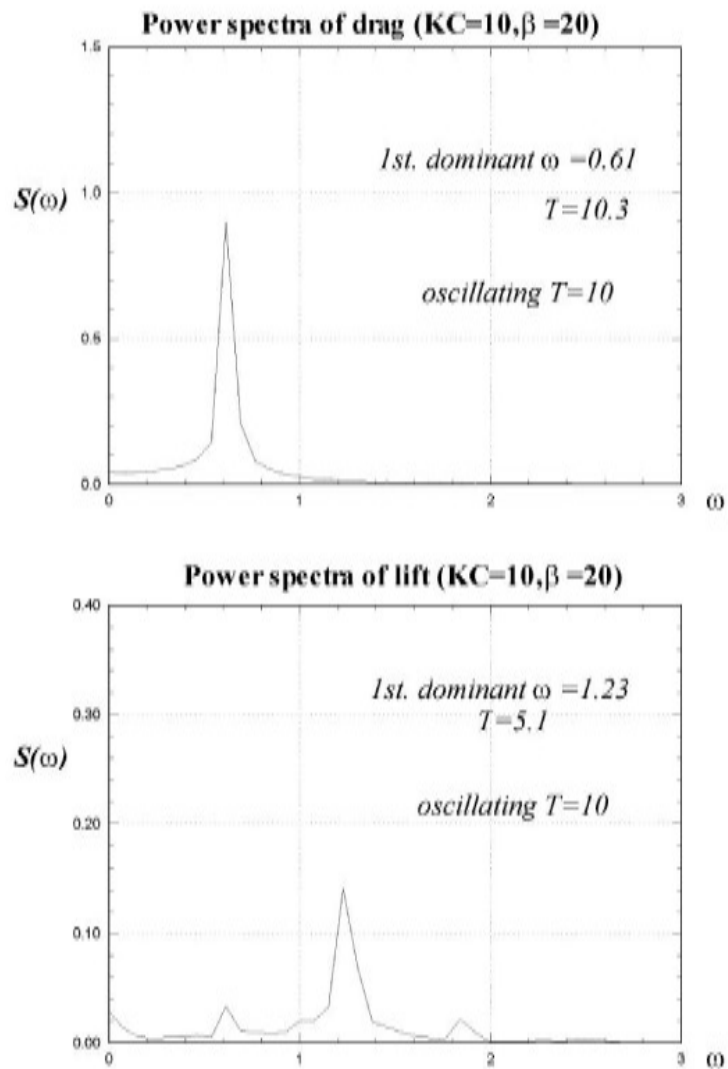 Power spectra of drag (KC=10,β =20)
1.5
1st. dominant ω =0.61
S(ω)
1.0
T=10.3
oscillating T=10
0.5
0.0
0
1
2
3
ω
Power spectra of lift (KC=10,β =20)
0.40
1st. dominant ω =1.23
0.30
T=5.1
S(ω)
oscillating T=10
0.20
0.10
0.00
0
1
2
3
ω